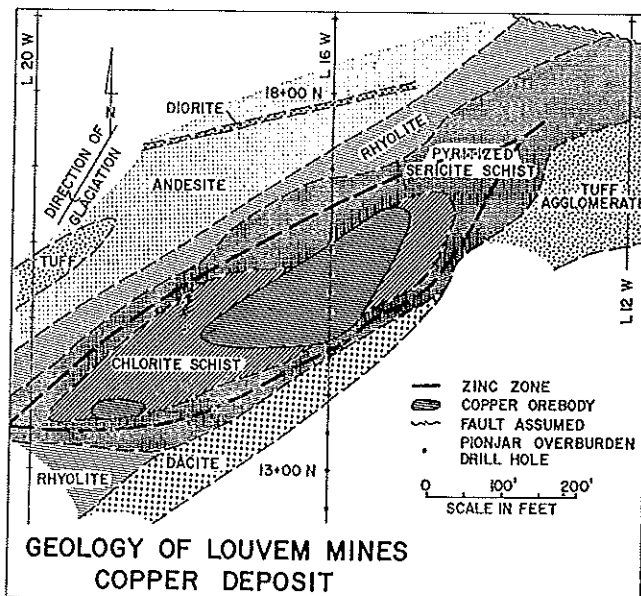 L 20 W
L 16 W
18+00 N
DIORITE
N
DIRECTION OF
GLACIATION
RHYOLITE
ANDESITE
PYRITIZED
SERICITE SCHIST
TUFF
AGGLOMERATE
TUFF
L 12 W
CHLORITE SCHIST
ZINC ZONE
COPPER OREBODY
FAULT ASSUMED
PIONJAR OVERBURDEN
DRILL HOLE
RHYOLITE
DACITE
13+00 N
0 100' 200'
SCALE IN FEET
GEOLOGY OF LOUVEM MINES
COPPER DEPOSIT